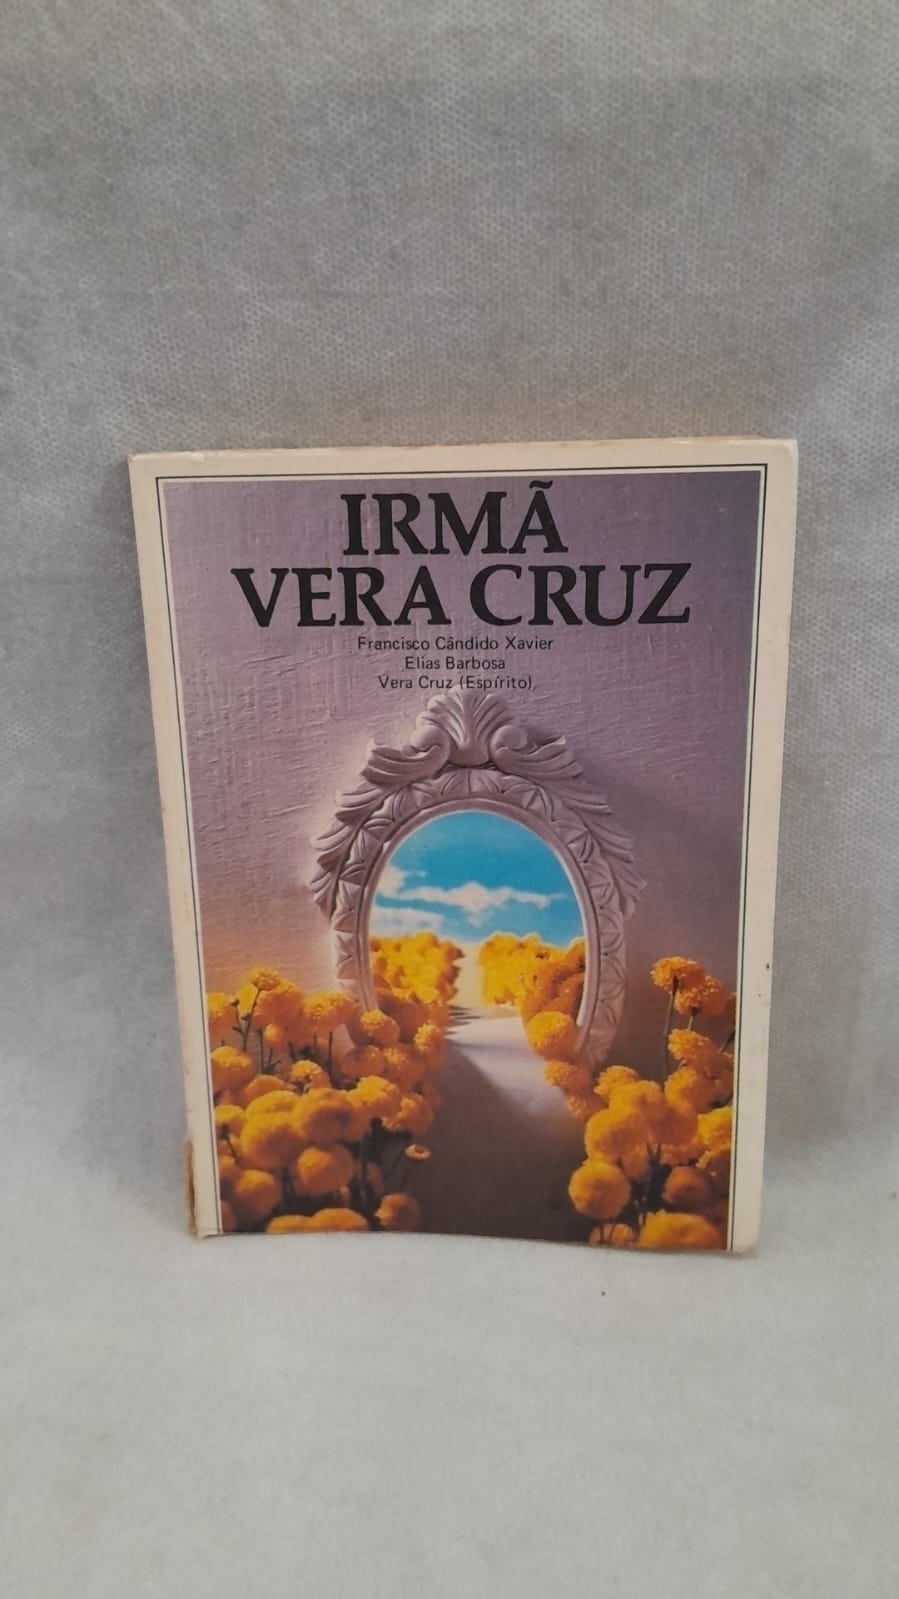 IRMÃ
VERA CRUZ
Francisco Cândido Xavier
Elias Barbosa
Vera Cruz (Espírito)